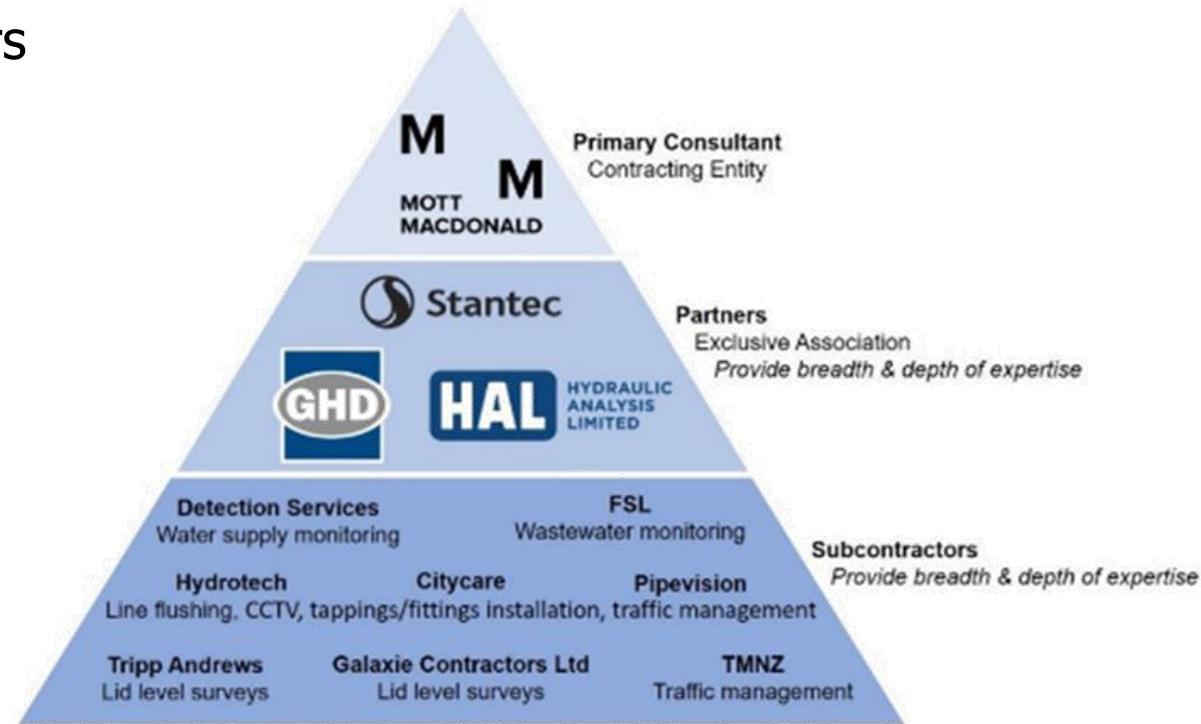 rs
M
M
MOTT
MACDONALD
Primary Consultant
Contracting Entity
Stantec
GHD
HAL
HYDRAULIC
ANALYSIS
LIMITED
Partners
Exclusive Association
Provide breadth & depth of expertise
Detection Services
Water supply monitoring
FSL
Wastewater monitoring
Hydrotech Citycare Pipevision
Line flushing, CCTV, tappings/fittings installation, traffic management
Subcontractors
Provide breadth & depth of expertise
Tripp Andrews
Lid level surveys
Galaxie Contractors Ltd
Lid level surveys
TMNZ
Traffic management